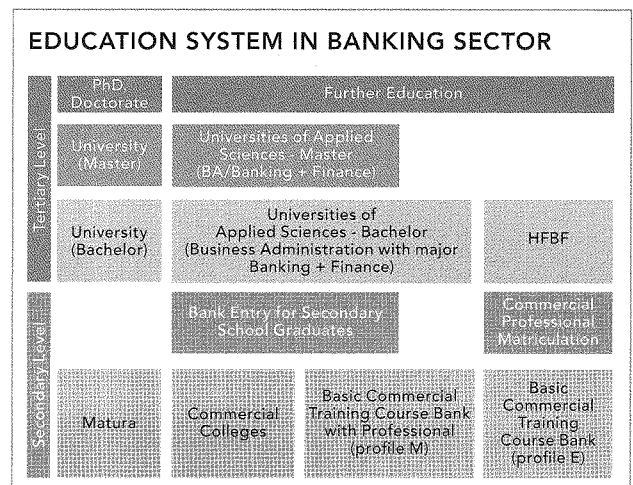 EDUCATION SYSTEM IN BANKING SECTOR
Tertiary Level
PhD
Doctorate
Further Education
University
(Master)
Universities of Applied
Sciences - Master
(BA/Banking + Finance)
University
(Bachelor)
Universities of
Applied Sciences - Bachelor
(Business Administration with major
Banking + Finance)
HFBF
Secondary Level
Bank Entry for Secondary
School Graduates
Commercial
Professional
Matriculation
Matura
Commercial
Colleges
Basic Commercial
Training Course Bank
with Professional
(profile M)
Basic
Commercial
Training
Course Bank
(profile E)